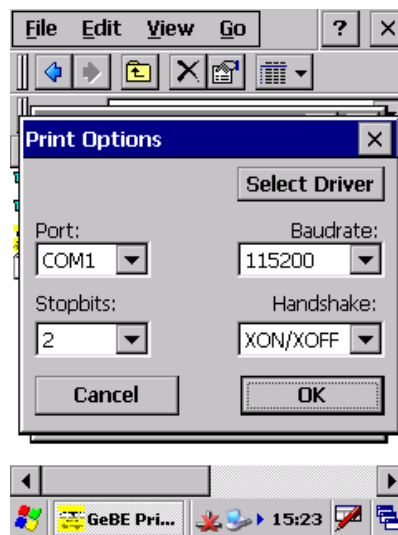 File Edit View Go ? ×
Print Options ×
Select Driver
Port: Baudrate:
COM1 115200
Stopbits: Handshake:
2 XON/XOFF
Cancel OK
GeBE Pri... 15:23